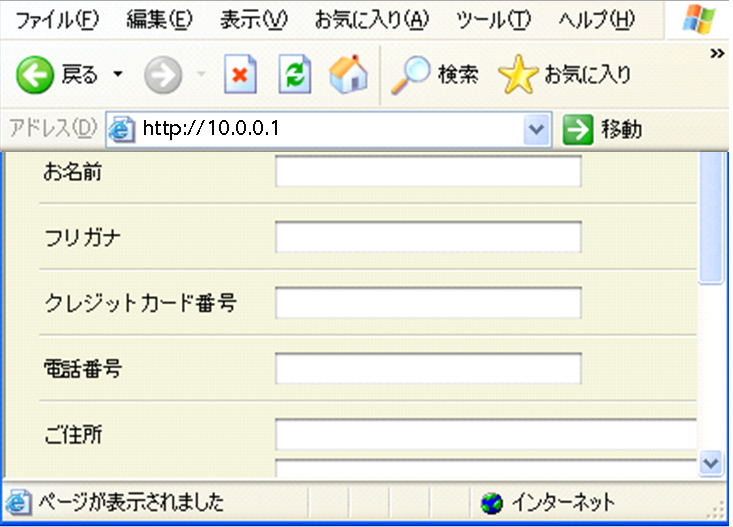 ファイル(F) 編集(E) 表示(V) お気に入り(A) ツール(T) ヘルプ(H)
戻る 検索 お気に入り »
アドレス(D) http://10.0.0.1 移動
お名前
フリガナ
クレジットカード番号
電話番号
ご住所
ページが表示されました インターネット